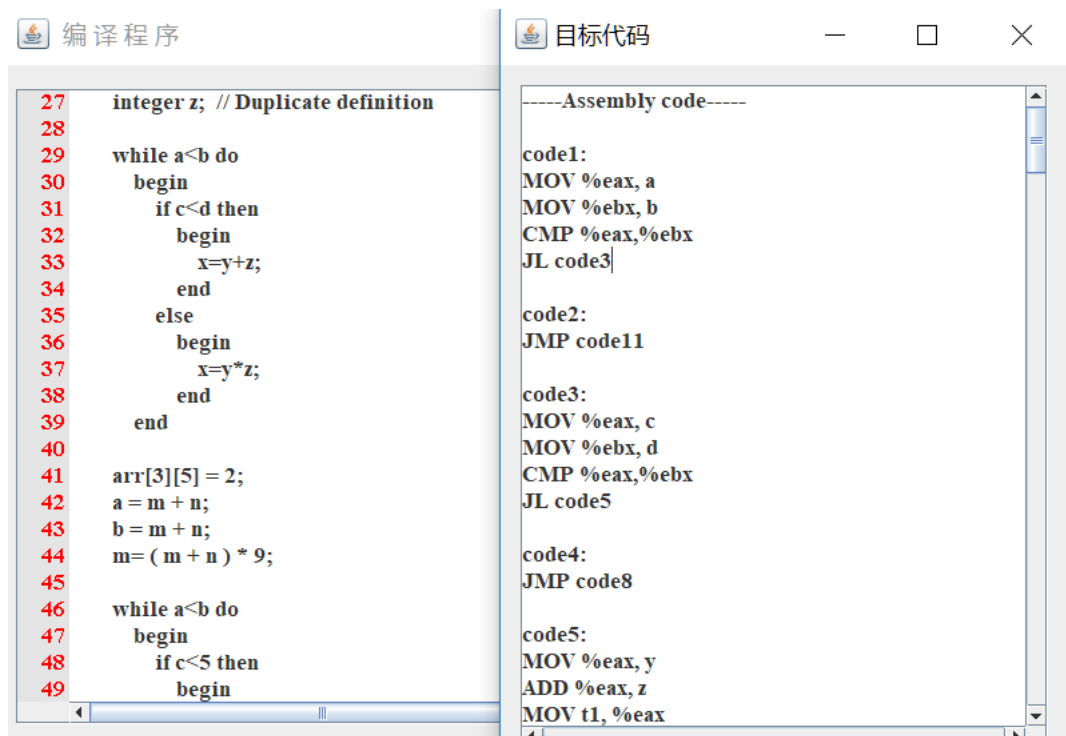 编译程序
27 integer z; // Duplicate definition
28
29 while a<b do
30 begin
31 if c<d then
32 begin
33 x=y+z;
34 end
35 else
36 begin
37 x=y*z;
38 end
39 end
40
41 arr[3][5] = 2;
42 a = m + n;
43 b = m + n;
44 m= ( m + n ) * 9;
45
46 while a<b do
47 begin
48 if c<5 then
49 begin
目标代码
-----Assembly code-----
code1:
MOV %eax, a
MOV %ebx, b
CMP %eax,%ebx
JL code3
code2:
JMP code11
code3:
MOV %eax, c
MOV %ebx, d
CMP %eax,%ebx
JL code5
code4:
JMP code8
code5:
MOV %eax, y
ADD %eax, z
MOV t1, %eax